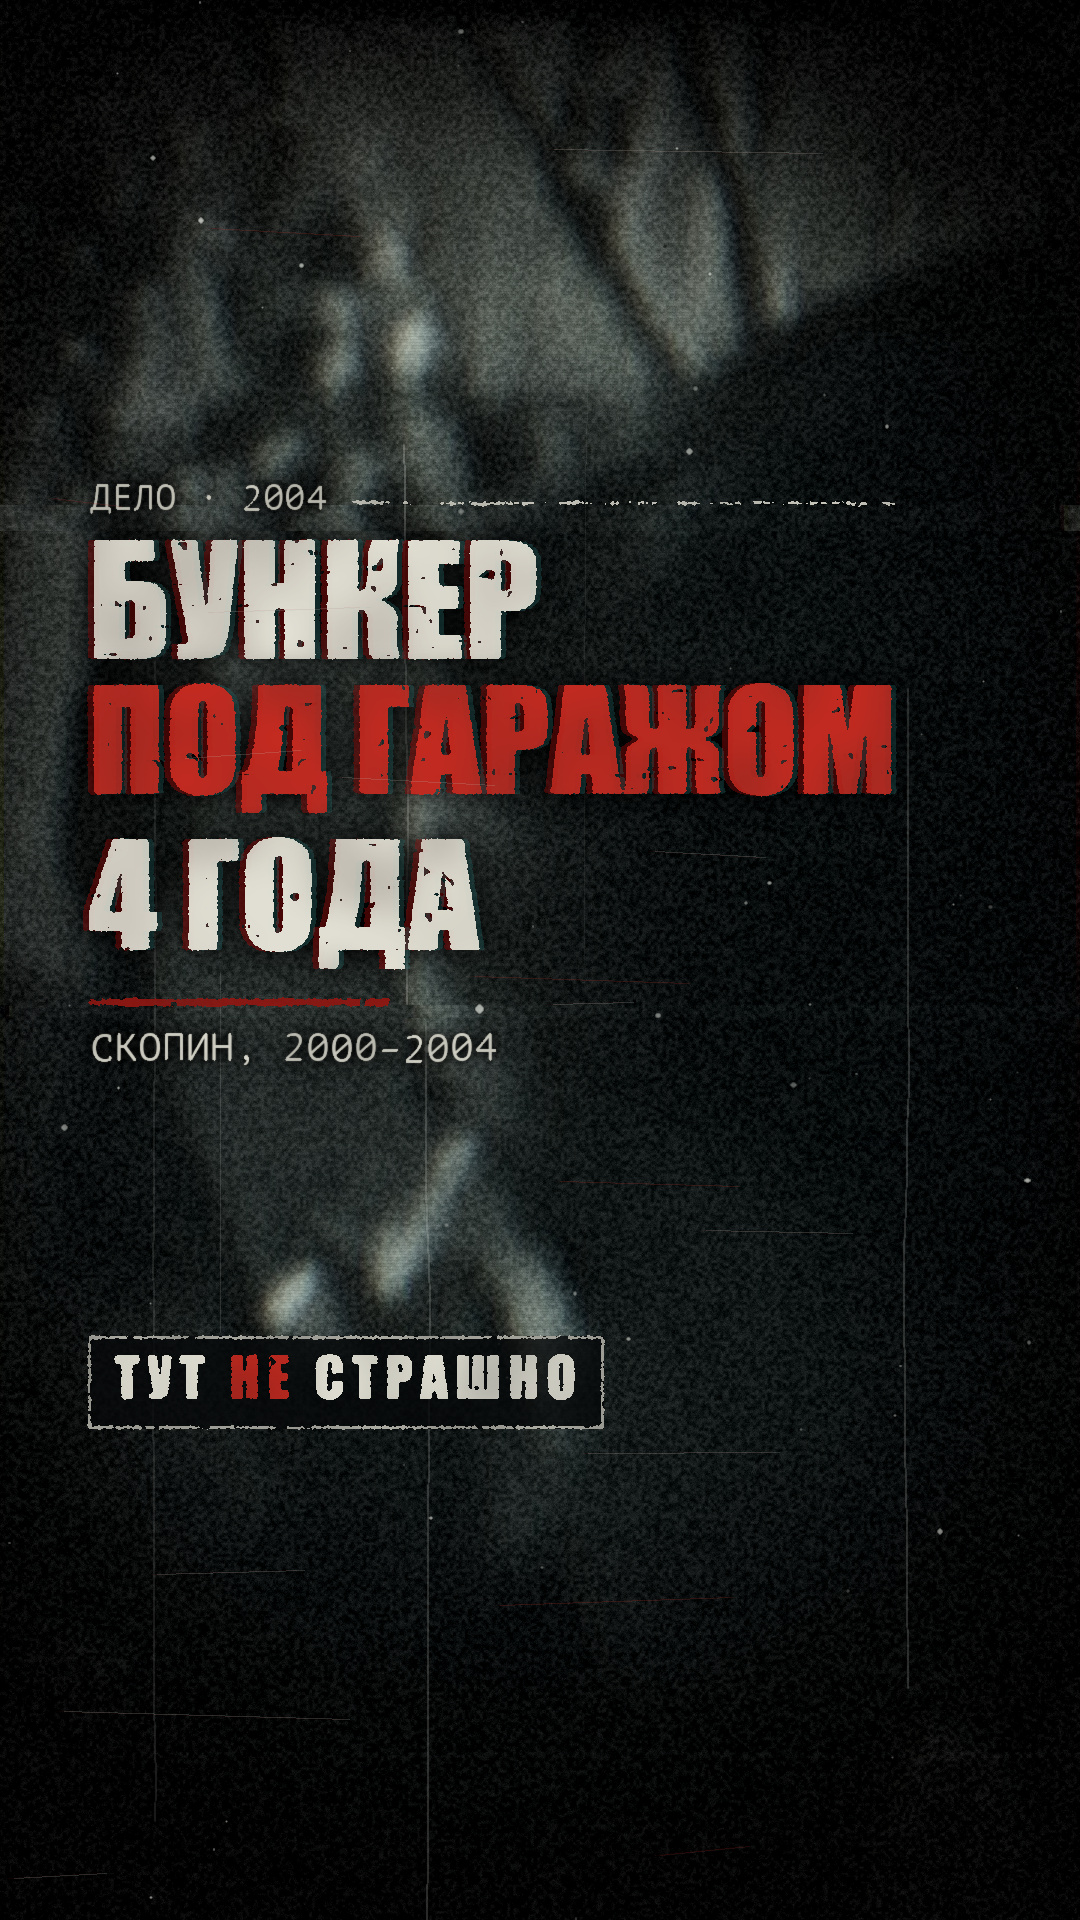 ДЕЛО · 2004
БУНКЕР
ПОД ГАРАЖОМ
4 ГОДА
СКОПИН, 2000–2004
ТУТ НЕ СТРАШНО